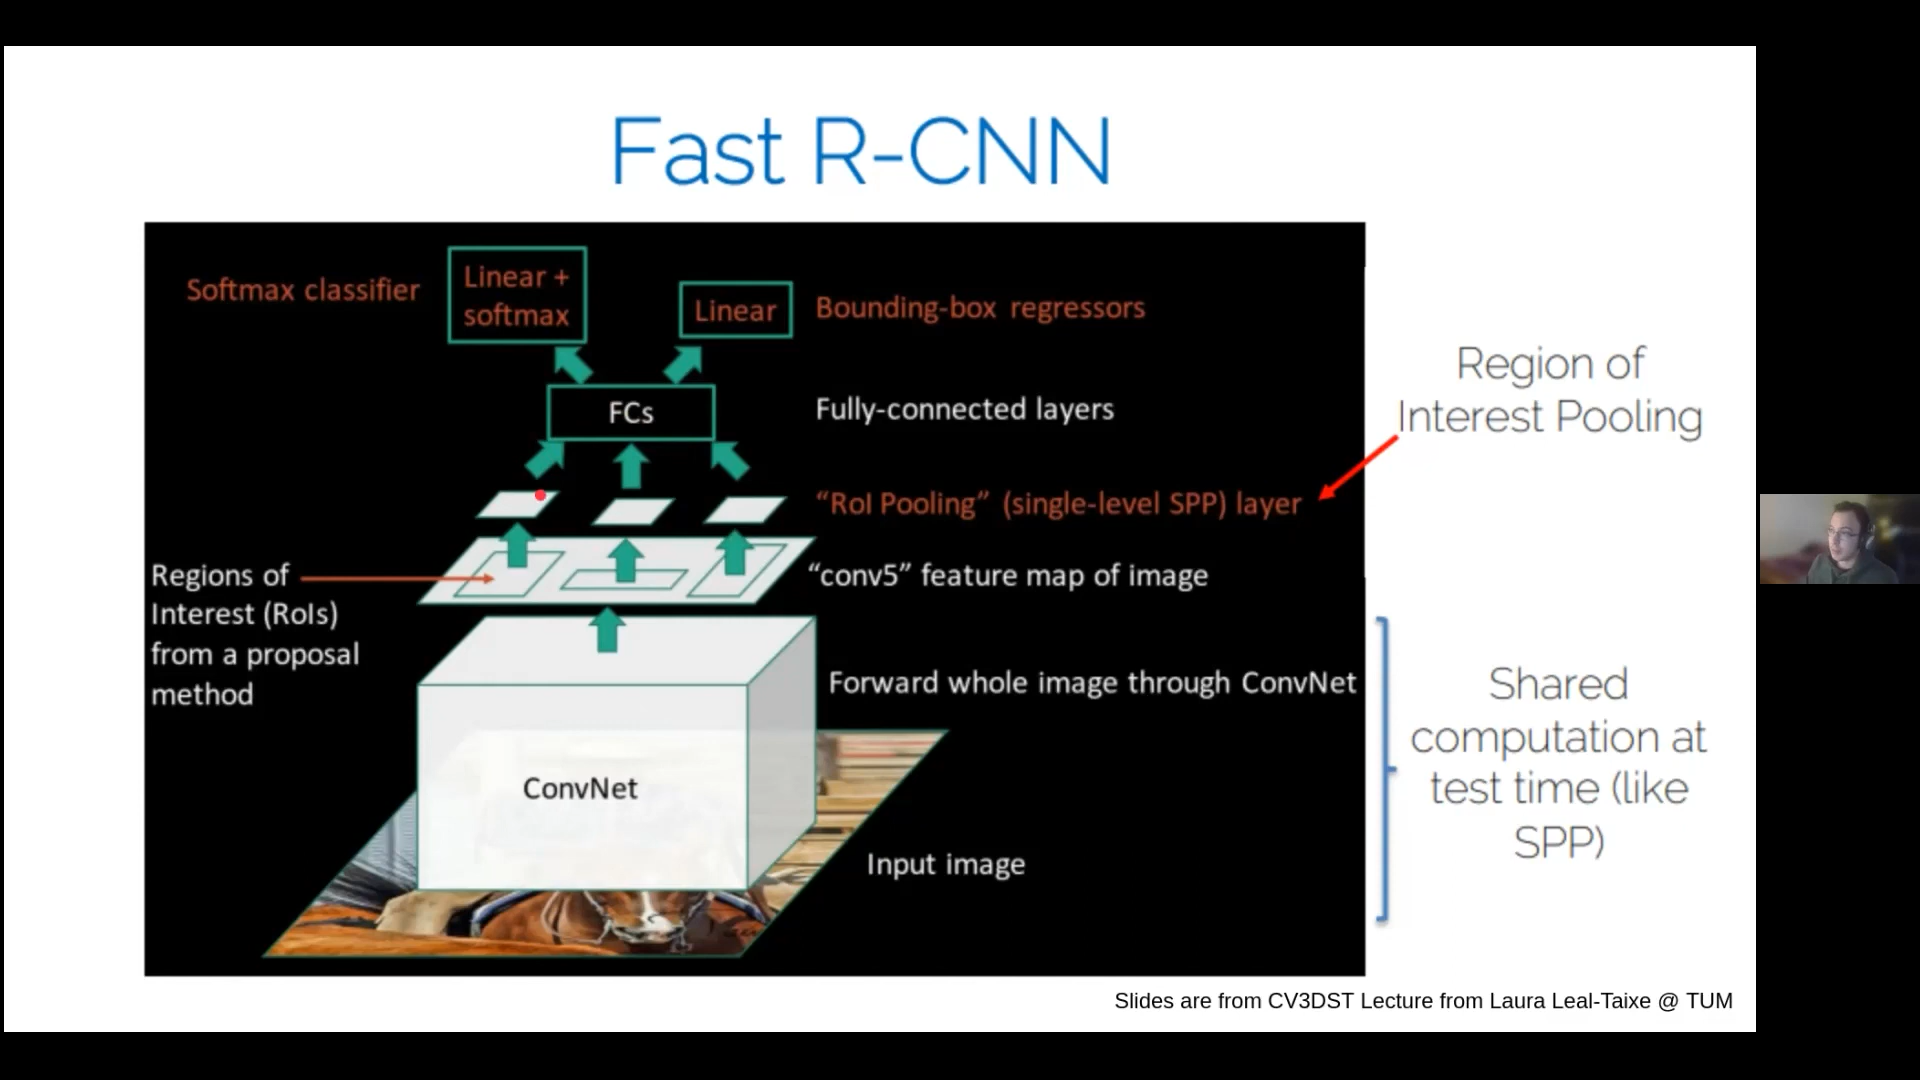 Fast R-CNN
Softmax classifier
Linear +
softmax
Linear
Bounding-box regressors
FCs
Fully-connected layers
Region of
Interest Pooling
“RoI Pooling” (single-level SPP) layer
“conv5” feature map of image
Regions of
Interest (RoIs)
from a proposal
method
Forward whole image through ConvNet
ConvNet
Input image
Shared
computation at
test time (like
SPP)
Slides are from CV3DST Lecture from Laura Leal-Taixe @ TUM